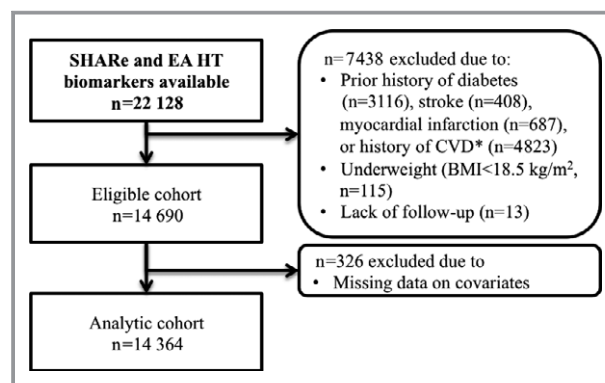 SHARe and EA HT
biomarkers available
n=22 128
n=7438 excluded due to:
• Prior history of diabetes
(n=3116), stroke (n=408),
myocardial infarction (n=687),
or history of CVD* (n=4823)
• Underweight (BMI<18.5 kg/m²,
n=115)
• Lack of follow-up (n=13)
Eligible cohort
n=14 690
n=326 excluded due to
• Missing data on covariates
Analytic cohort
n=14 364